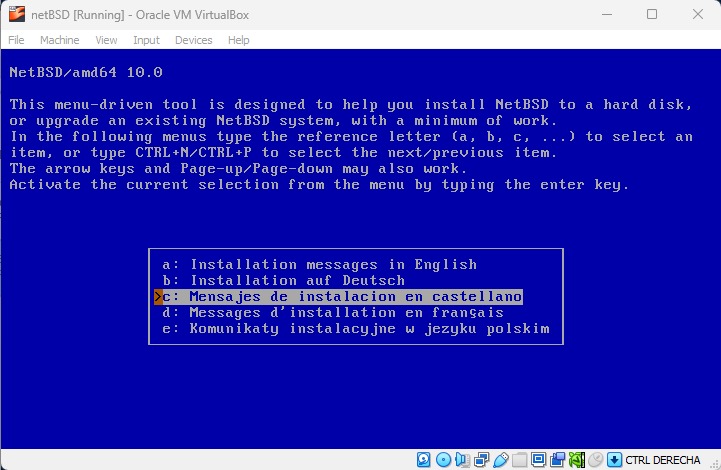 netBSD [Running] - Oracle VM VirtualBox
File Machine View Input Devices Help
NetBSD/amd64 10.0
This menu-driven tool is designed to help you install NetBSD to a hard disk,
or upgrade an existing NetBSD system, with a minimum of work.
In the following menus type the reference letter (a, b, c, ...) to select an
item, or type CTRL+N/CTRL+P to select the next/previous item.
The arrow keys and Page-up/Page-down may also work.
Activate the current selection from the menu by typing the enter key.
a: Installation messages in English
b: Installation auf Deutsch
>c: Mensajes de instalacion en castellano
d: Messages d'installation en français
e: Komunikaty instalacyjne w jezyku polskim
CTRL DERECHA